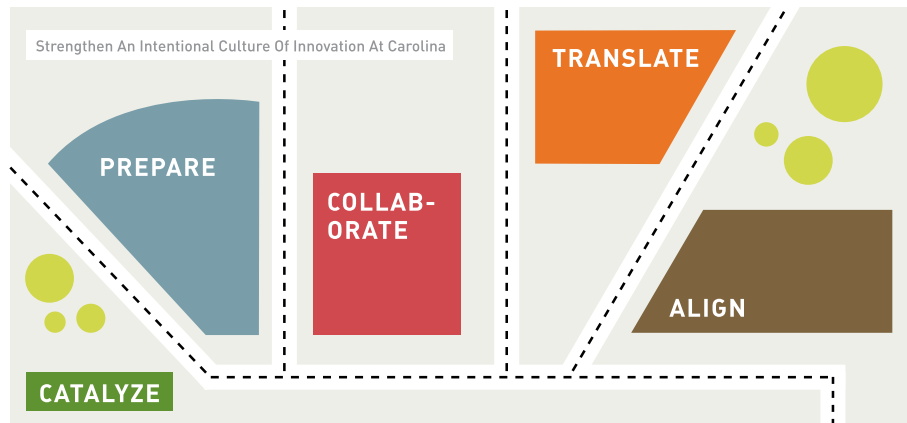 Strengthen An Intentional Culture Of Innovation At Carolina
TRANSLATE
PREPARE
COLLAB-
ORATE
ALIGN
CATALYZE